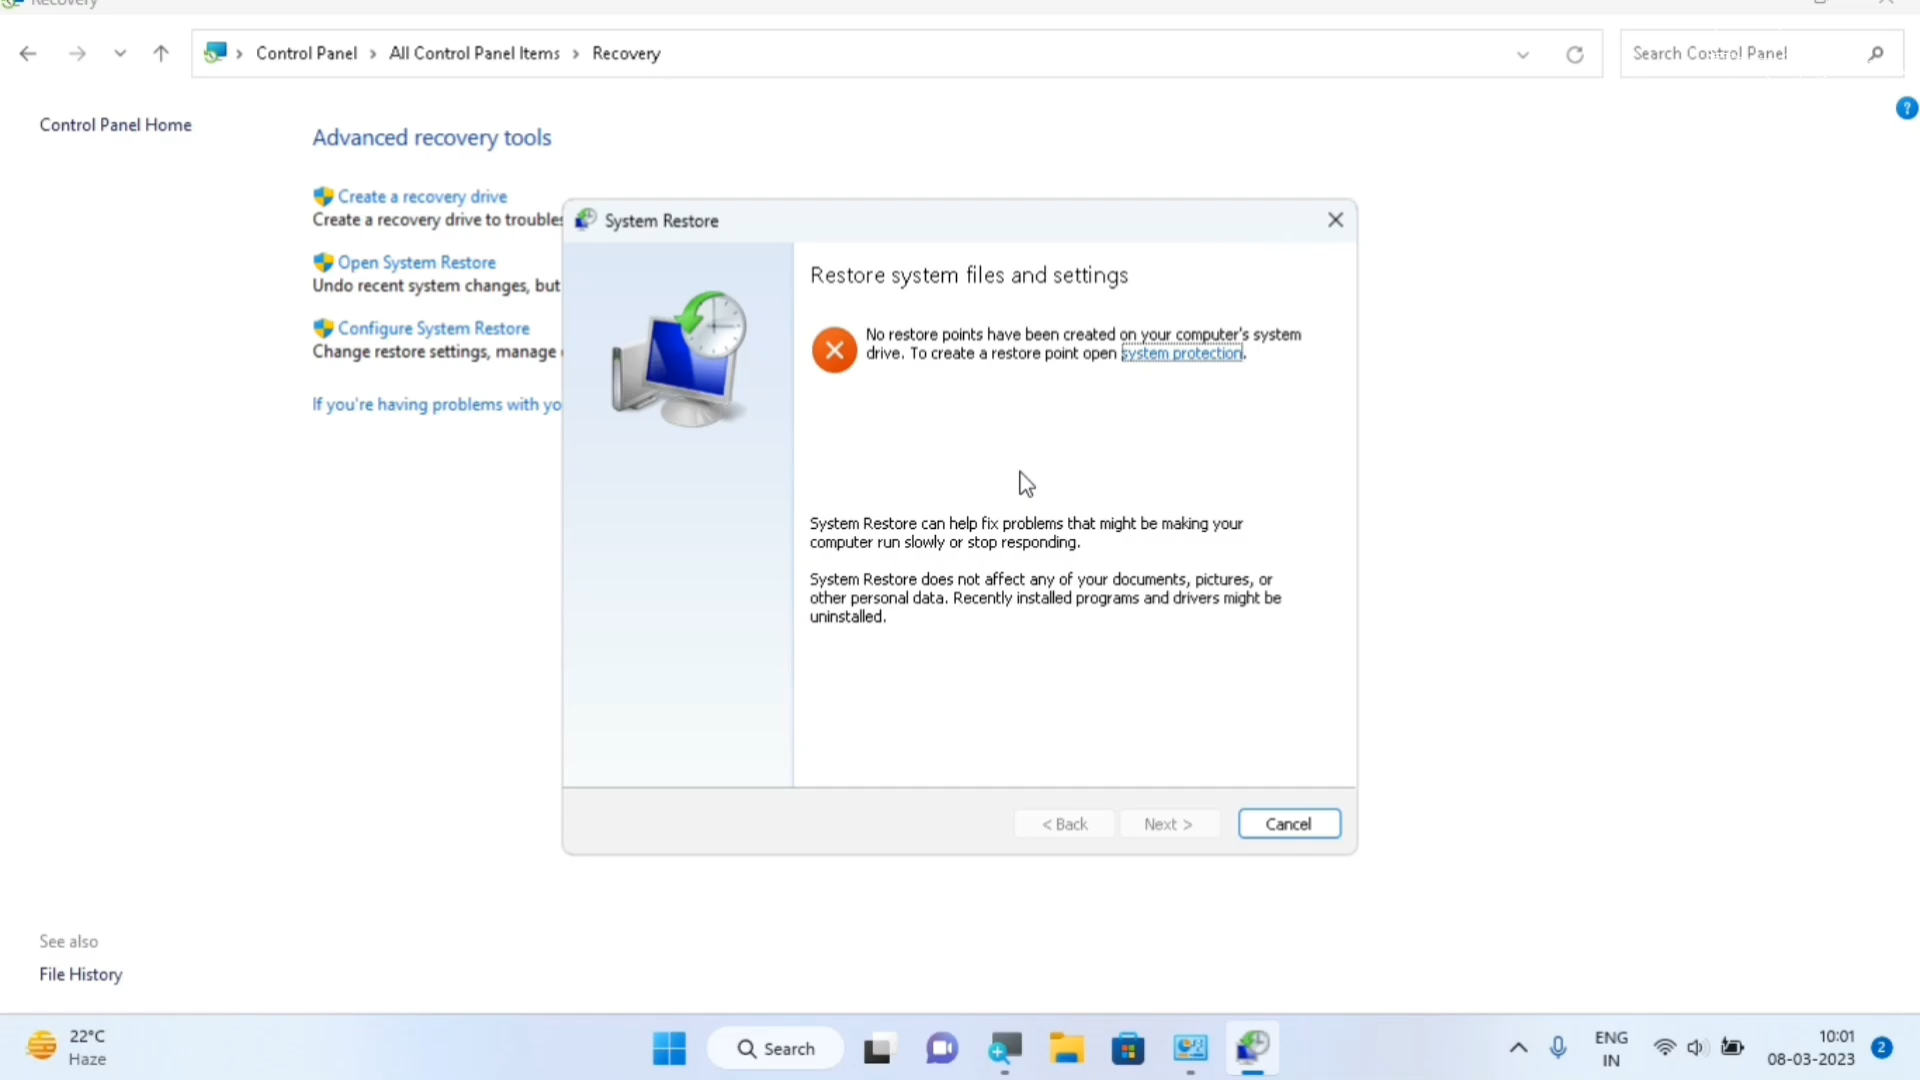 Recovery
Control Panel > All Control Panel Items > Recovery
Search Control Panel
?
Control Panel Home
Advanced recovery tools
Create a recovery drive
Create a recovery drive to troubles
Open System Restore
Undo recent system changes, but
Configure System Restore
Change restore settings, manage
If you're having problems with yo
System Restore
Restore system files and settings
No restore points have been created on your computer's system
drive. To create a restore point open system protection.
System Restore can help fix problems that might be making your
computer run slowly or stop responding.
System Restore does not affect any of your documents, pictures, or
other personal data. Recently installed programs and drivers might be
uninstalled.
< Back
Next >
Cancel
See also
File History
22°C
Haze
Search
ENG
IN
10:01
08-03-2023
2